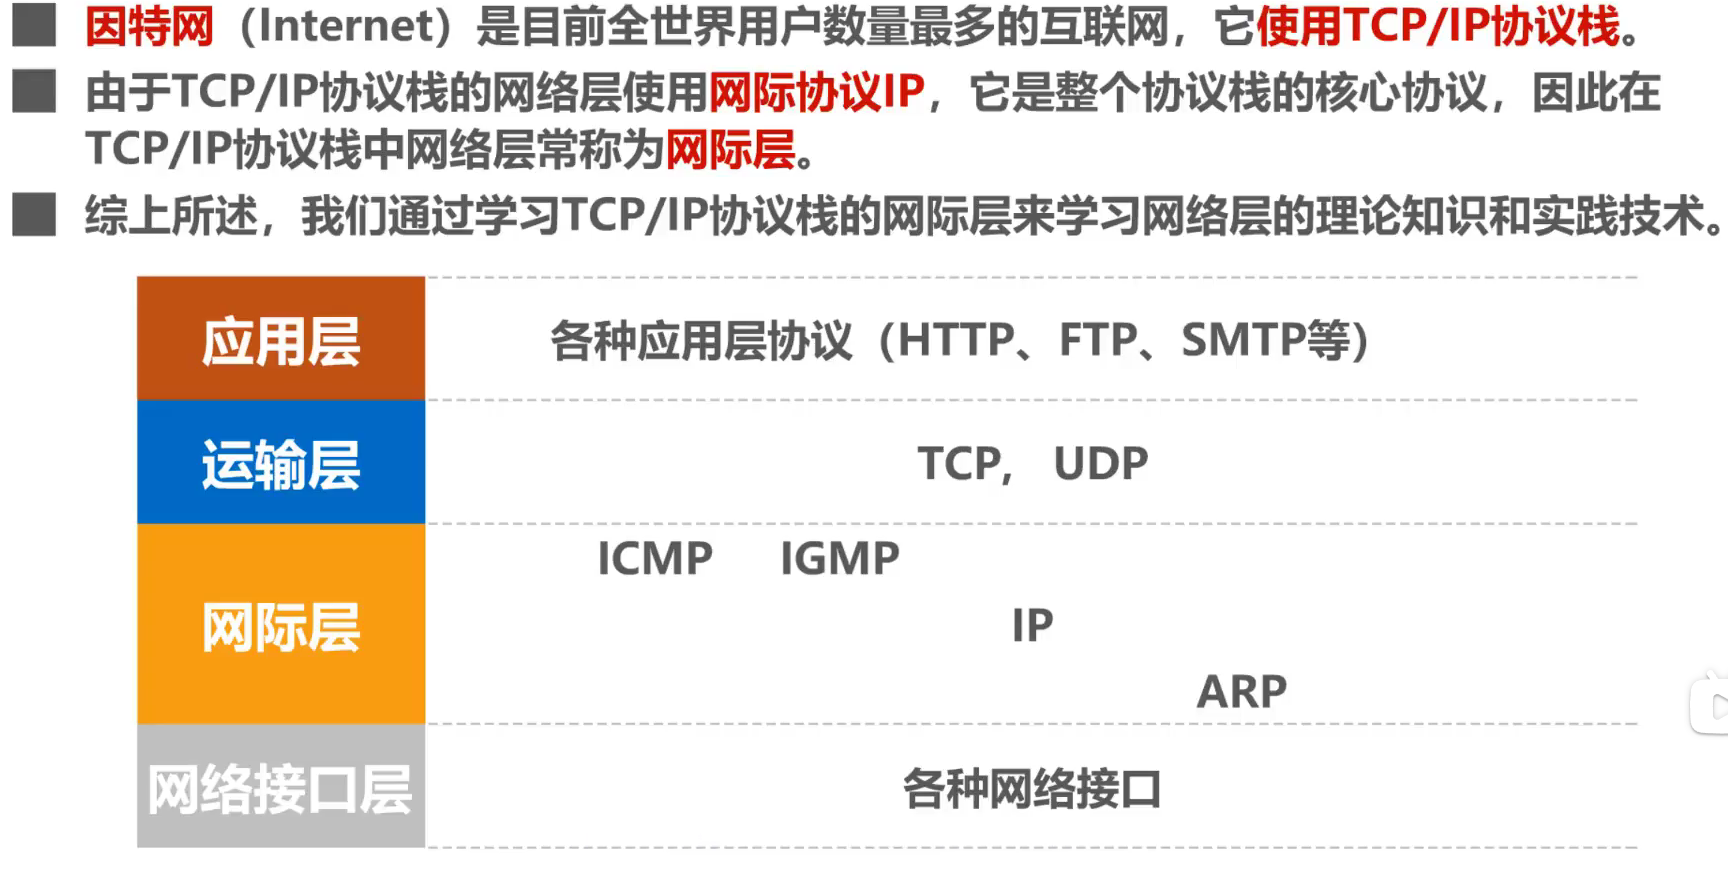 因特网（Internet）是目前全世界用户数量最多的互联网，它使用TCP/IP协议栈。
由于TCP/IP协议栈的网络层使用网际协议IP，它是整个协议栈的核心协议，因此在
TCP/IP协议栈中网络层常称为网际层。
综上所述，我们通过学习TCP/IP协议栈的网际层来学习网络层的理论知识和实践技术。
应用层 各种应用层协议（HTTP、FTP、SMTP等）
运输层 TCP, UDP
ICMP IGMP
网际层 IP
ARP
网络接口层 各种网络接口